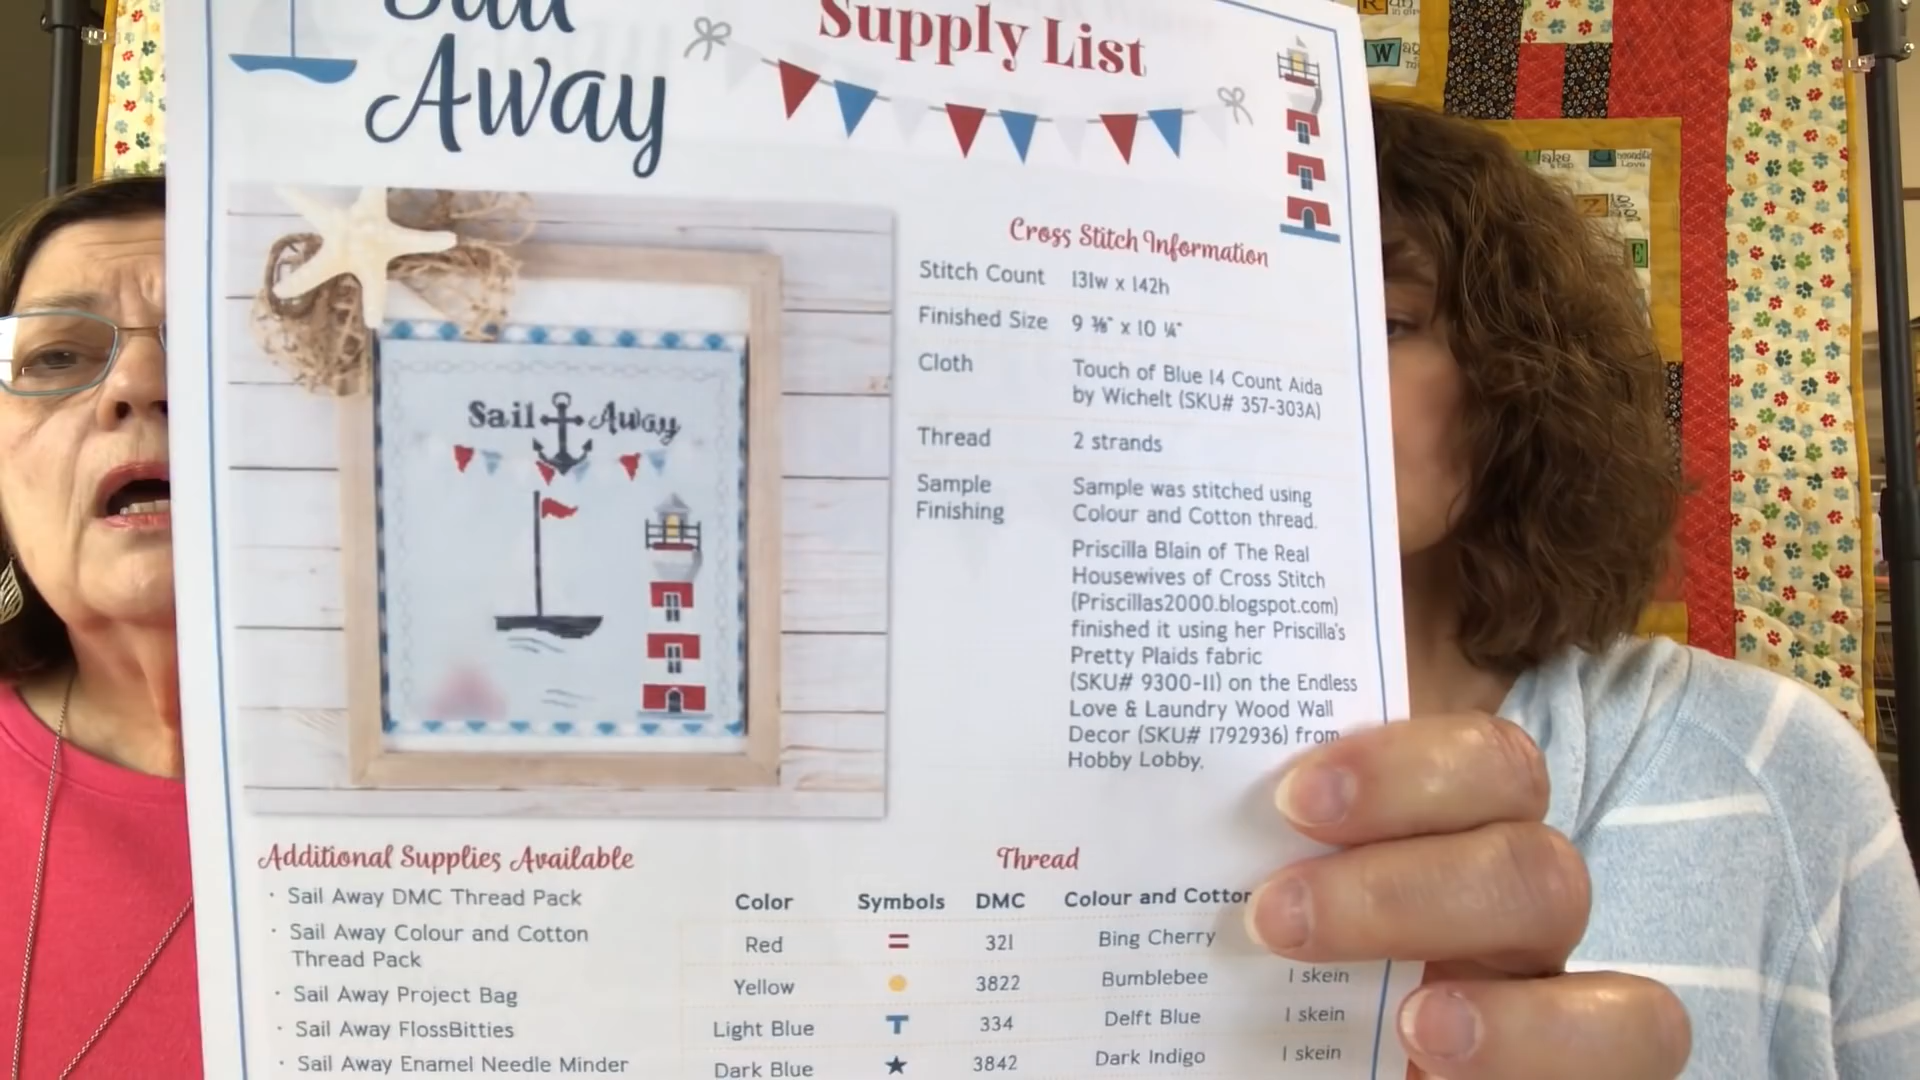 Sail
Away
Supply List
Sail Away
Cross Stitch Information
Stitch Count 131w x 142h
Finished Size 9 ⅜" x 10 ¼"
Cloth Touch of Blue 14 Count Aida
by Wichelt (SKU# 357-303A)
Thread 2 strands
Sample Finishing Sample was stitched using
Colour and Cotton thread.
Priscilla Blain of The Real
Housewives of Cross Stitch
(Priscillas2000.blogspot.com)
finished it using her Priscilla's
Pretty Plaids fabric
(SKU# 9300-11) on the Endless
Love & Laundry Wood Wall
Decor (SKU# 1792936) from
Hobby Lobby.
Additional Supplies Available
· Sail Away DMC Thread Pack
· Sail Away Colour and Cotton
Thread Pack
· Sail Away Project Bag
· Sail Away FlossBitties
· Sail Away Enamel Needle Minder
Thread
Color Symbols DMC Colour and Cotton
Red 321 Bing Cherry
Yellow 3822 Bumblebee 1 skein
Light Blue 334 Delft Blue 1 skein
Dark Blue 3842 Dark Indigo 1 skein
W
Love
Z
E